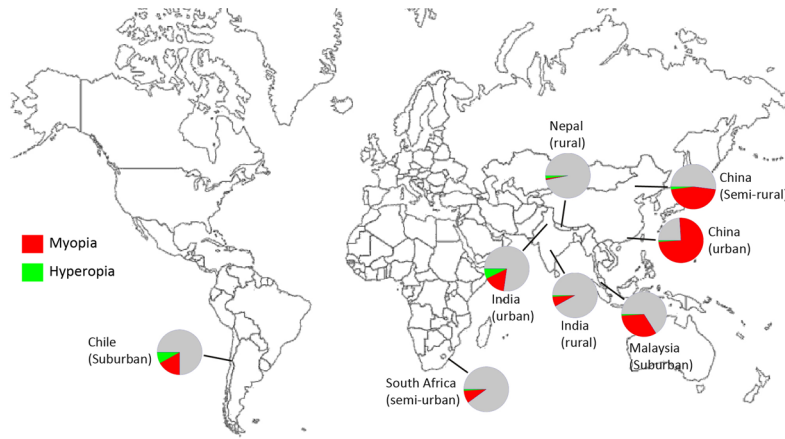 Nepal
(rural)
China
(Semi-rural)
China
(urban)
Myopia
Hyperopia
India
(urban)
India
(rural)
Malaysia
(Suburban)
Chile
(Suburban)
South Africa
(semi-urban)